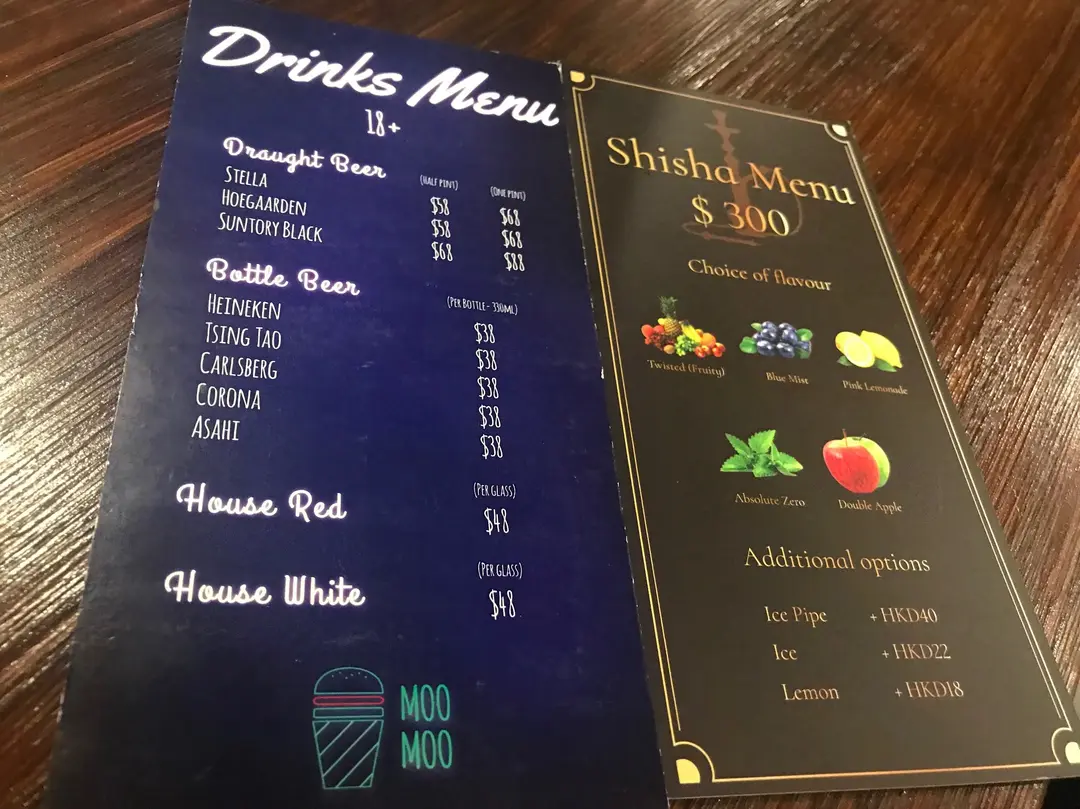 Drinks Menu
18+
Draught Beer (HALF PINT) (ONE PINT)
STELLA $58 $68
HOEGAARDEN $58 $68
SUNTORY BLACK $68 $88
Bottle Beer (PER BOTTLE- 330ML)
HEINEKEN $38
TSING TAO $38
CARLSBERG $38
CORONA $38
ASAHI $38
House Red (PER GLASS)
$48
House White (PER GLASS)
$48
MOO
MOO
Shisha Menu
$ 300
Choice of flavour
Twisted (Fruity) Blue Mist Pink Lemonade
Absolute Zero Double Apple
Additional options
Ice Pipe + HKD40
Ice + HKD22
Lemon + HKD18